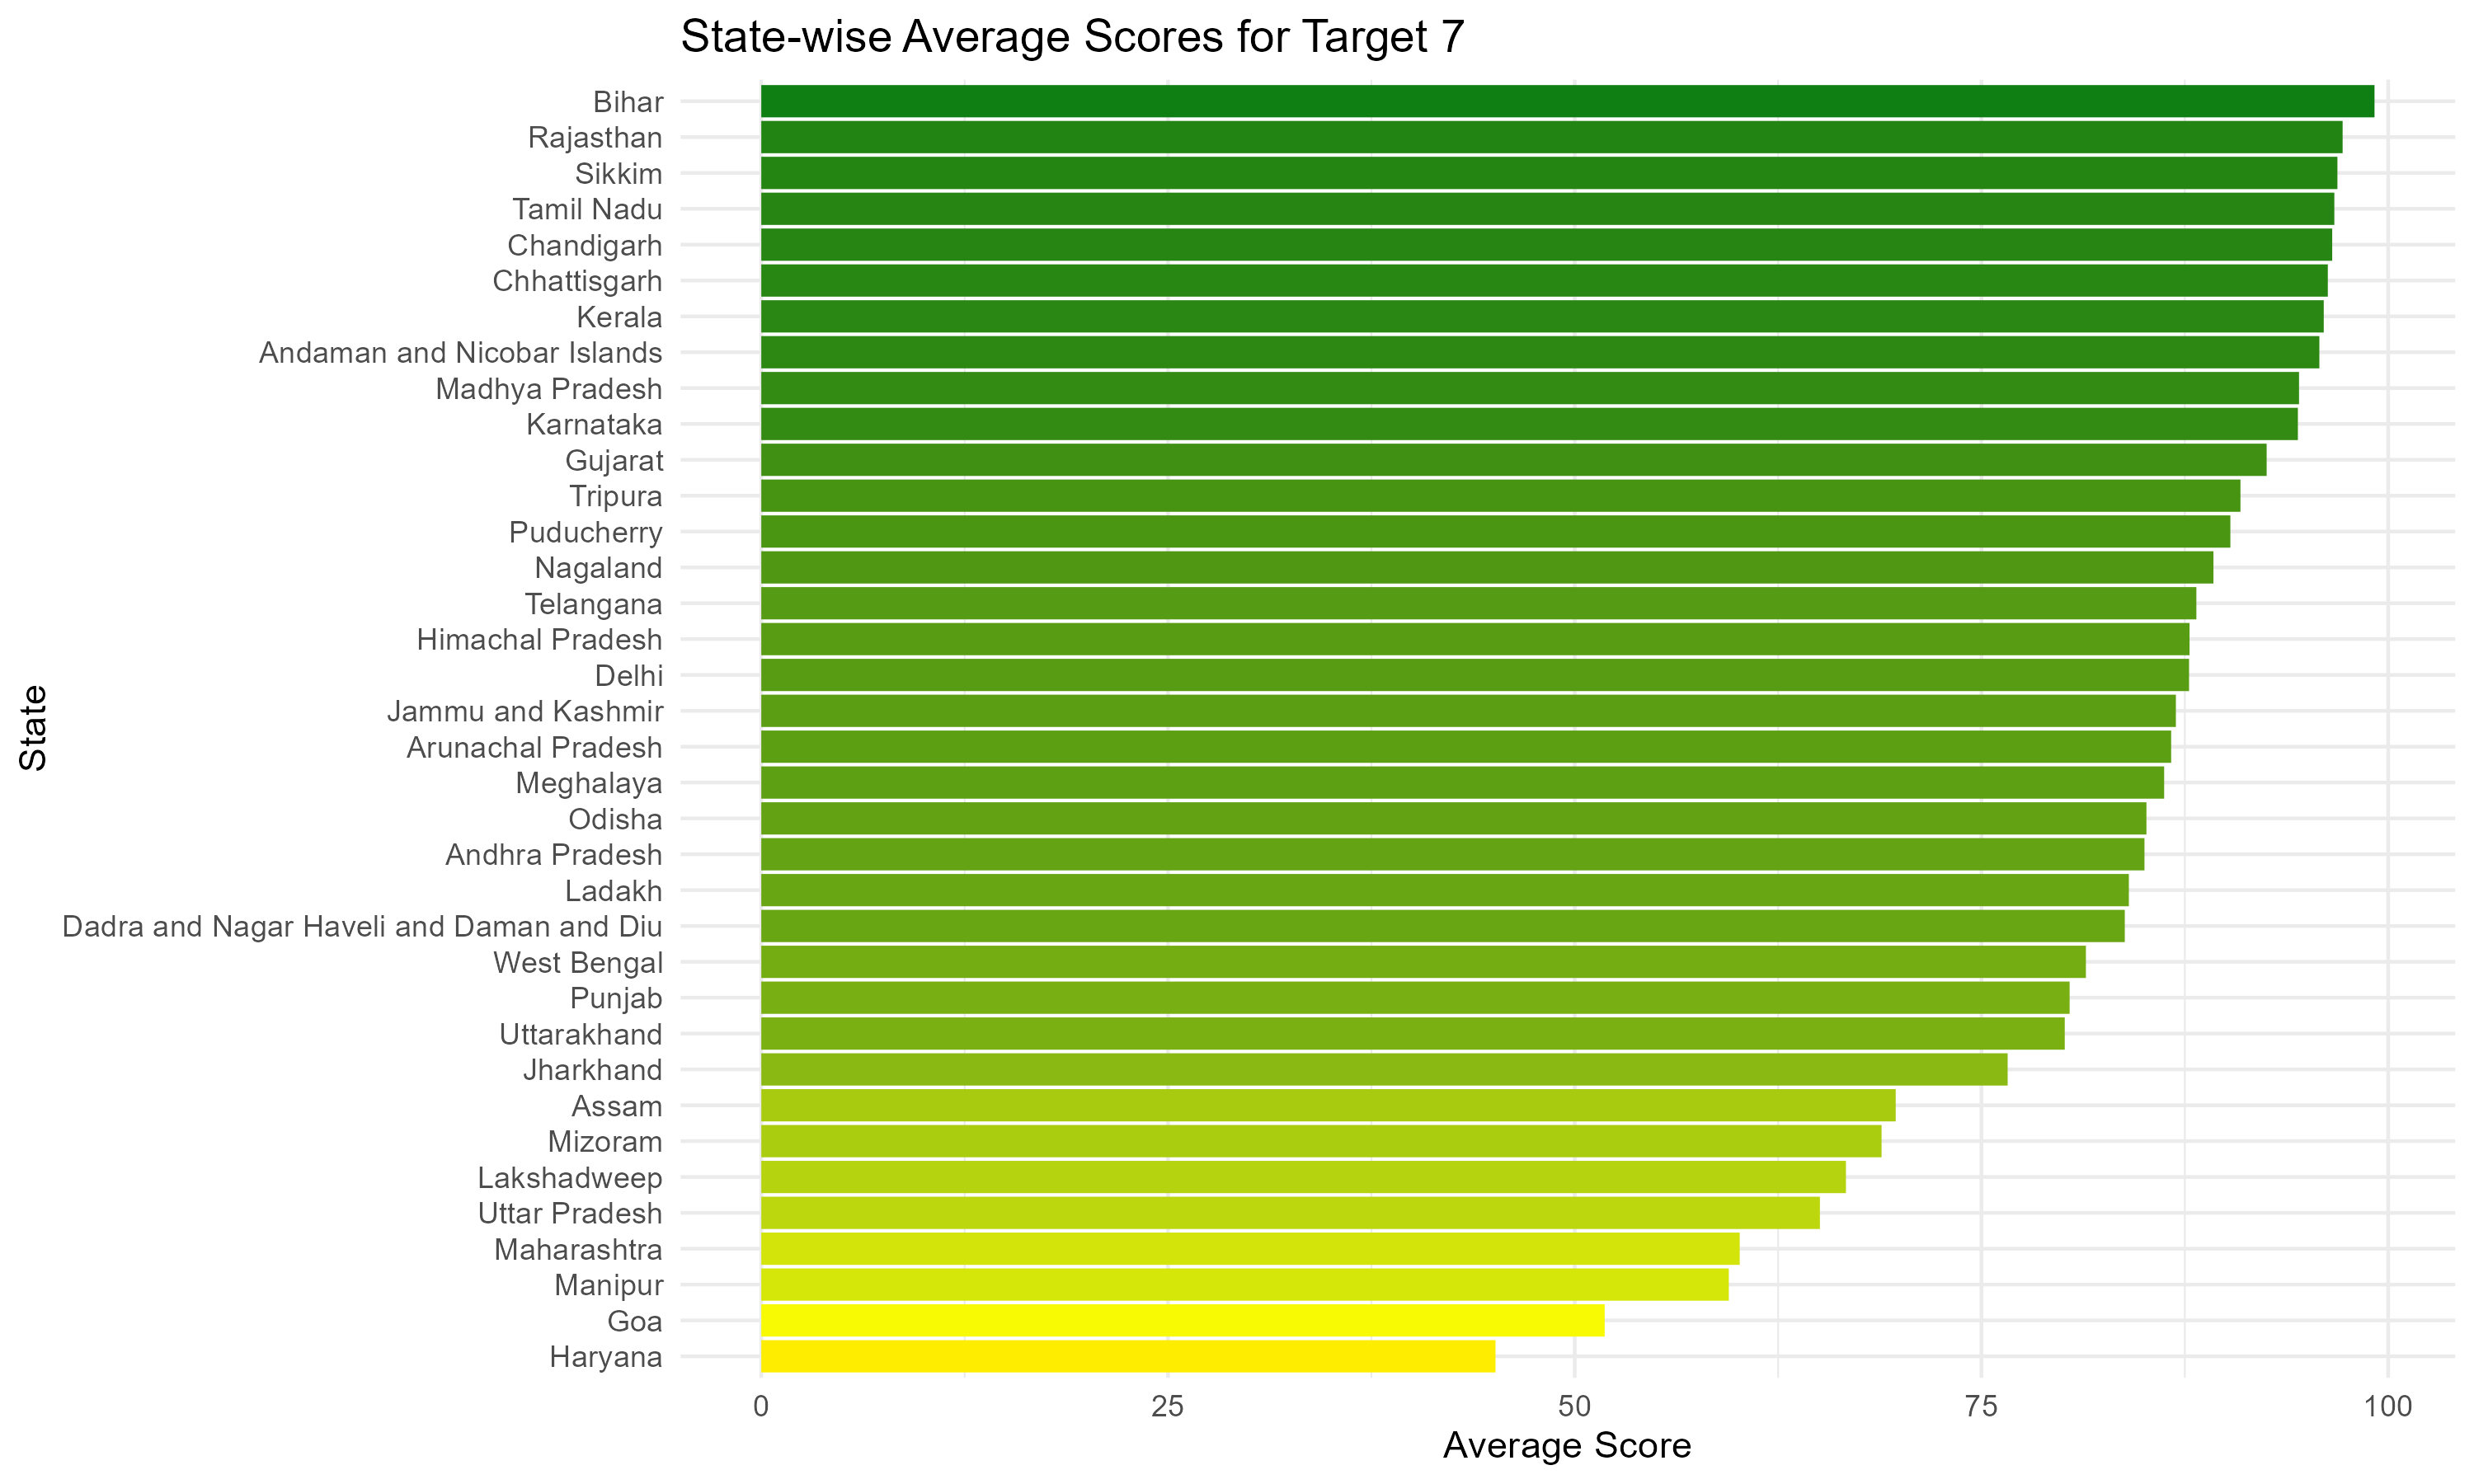 State-wise Average Scores for Target 7
Bihar
Rajasthan
Sikkim
Tamil Nadu
Chandigarh
Chhattisgarh
Kerala
Andaman and Nicobar Islands
Madhya Pradesh
Karnataka
Gujarat
Tripura
Puducherry
Nagaland
Telangana
Himachal Pradesh
Delhi
Jammu and Kashmir
Arunachal Pradesh
Meghalaya
Odisha
Andhra Pradesh
Ladakh
Dadra and Nagar Haveli and Daman and Diu
West Bengal
Punjab
Uttarakhand
Jharkhand
Assam
Mizoram
Lakshadweep
Uttar Pradesh
Maharashtra
Manipur
Goa
Haryana
State
0 25 50 75 100
Average Score